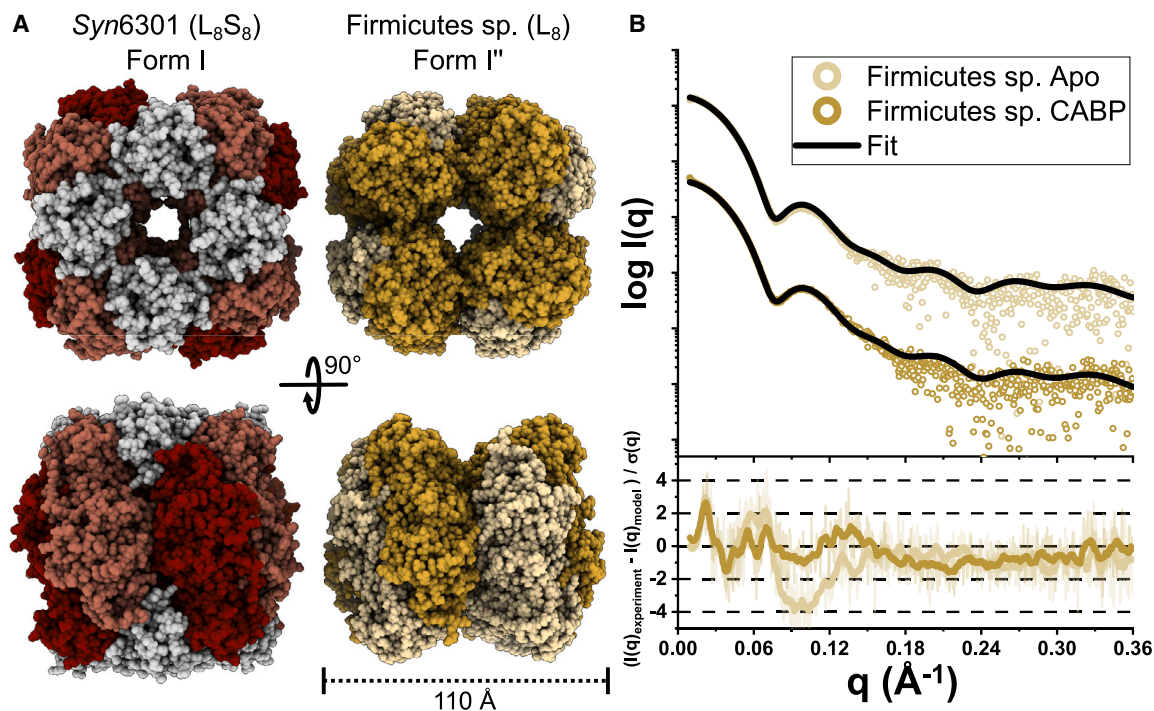 A
Syn6301 (L₈S₈)
Form I
Firmicutes sp. (L₈)
Form I"
90°
110 Å
B
Firmicutes sp. Apo
Firmicutes sp. CABP
Fit
log I(q)
(I(q)experiment - I(q)model ) / σ(q)
4
2
0
-2
-4
0.00 0.06 0.12 0.18 0.24 0.30 0.36
q (Å⁻¹)